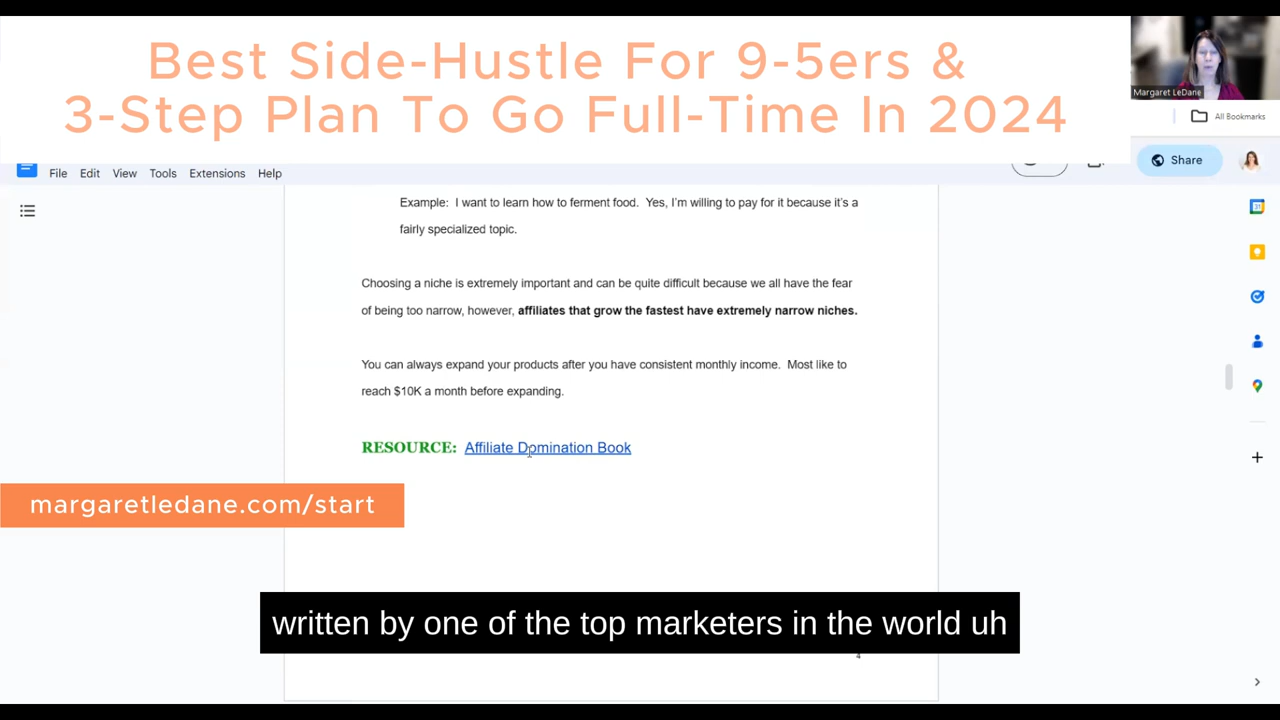 Best Side-Hustle For 9-5ers &
3-Step Plan To Go Full-Time In 2024
Margaret LeDane
All Bookmarks
File Edit View Tools Extensions Help
Share
Example: I want to learn how to ferment food. Yes, I'm willing to pay for it because it's a
fairly specialized topic.
Choosing a niche is extremely important and can be quite difficult because we all have the fear
of being too narrow, however, affiliates that grow the fastest have extremely narrow niches.
You can always expand your products after you have consistent monthly income. Most like to
reach $10K a month before expanding.
RESOURCE: Affiliate Domination Book
margaretledane.com/start
written by one of the top marketers in the world uh
4